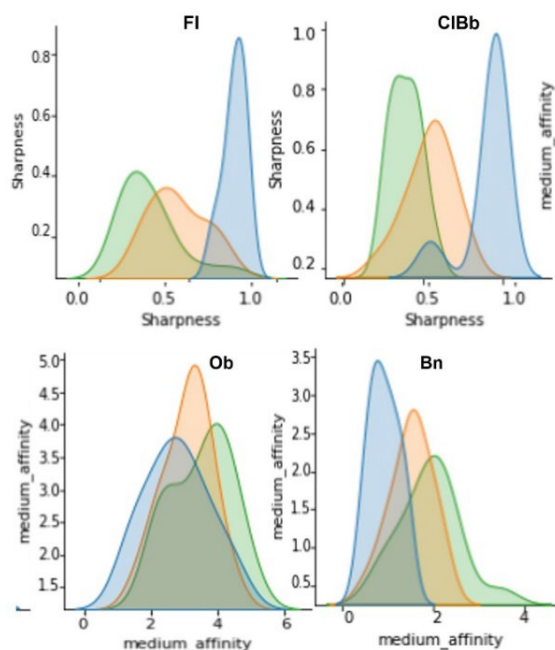 Fl
0.8
0.6
0.4
0.2
Sharpness
0.0 0.5 1.0
Sharpness
ClBb
1.0
0.8
0.6
0.4
0.2
Sharpness
0.0 0.5 1.0
Sharpness
medium_affinity
Ob
5.0
4.5
4.0
3.5
3.0
2.5
2.0
1.5
medium_affinity
0 2 4 6
medium_affinity
Bn
3.5
3.0
2.5
2.0
1.5
1.0
0.5
medium_affinity
0 2 4
medium_affinity